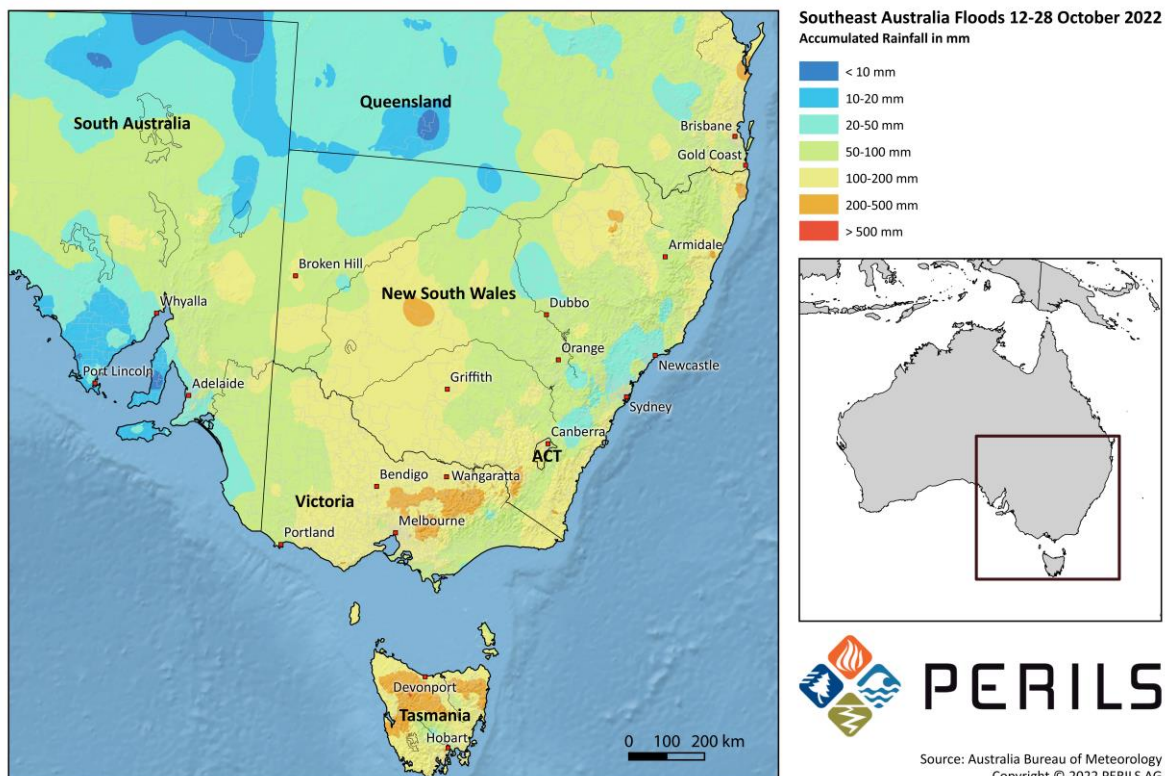 Southeast Australia Floods 12-28 October 2022
Accumulated Rainfall in mm
< 10 mm
10-20 mm
20-50 mm
50-100 mm
100-200 mm
200-500 mm
> 500 mm
Queensland
South Australia
Brisbane
Gold Coast
Armidale
Broken Hill
New South Wales
Whyalla
Dubbo
Orange
Newcastle
Port Lincoln
Adelaide
Griffith
Sydney
Canberra
ACT
Bendigo
Wangaratta
Victoria
Melbourne
Portland
Devonport
Tasmania
Hobart
0 100 200 km
PERILS
Source: Australia Bureau of Meteorology
Copyright © 2022 PERILS AG